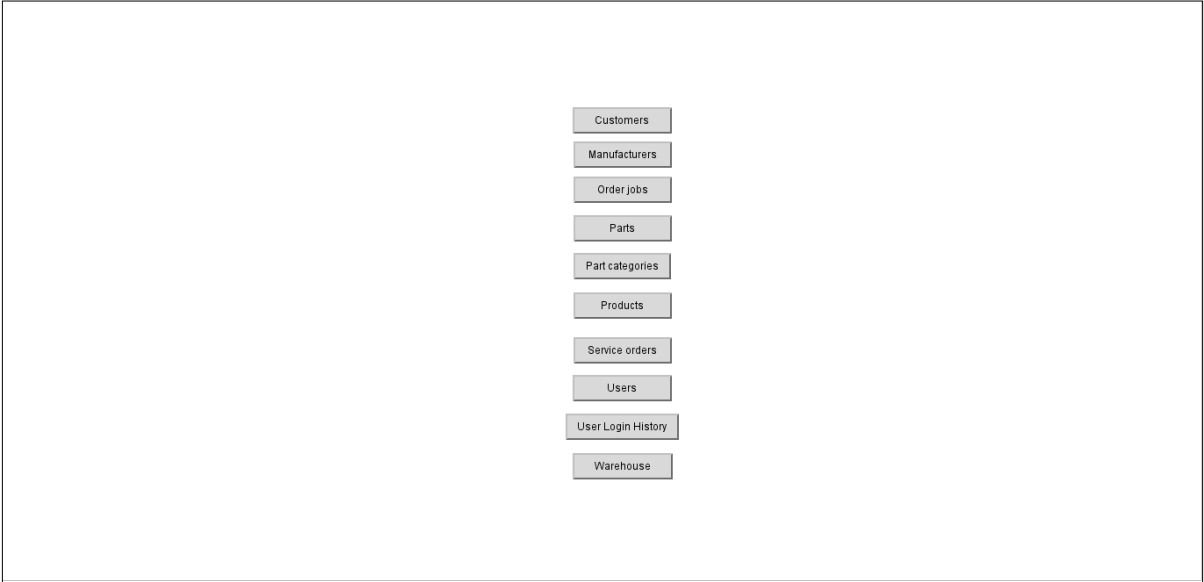 Customers
Manufacturers
Order jobs
Parts
Part categories
Products
Service orders
Users
User Login History
Warehouse